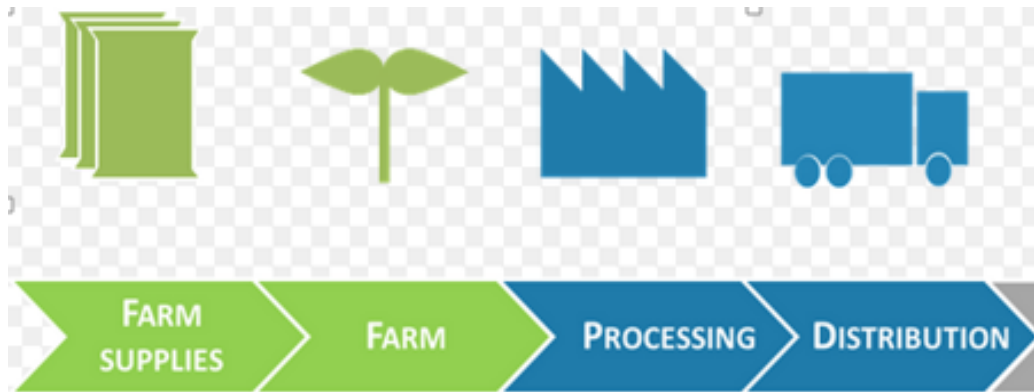 FARM
SUPPLIES
FARM
PROCESSING
DISTRIBUTION